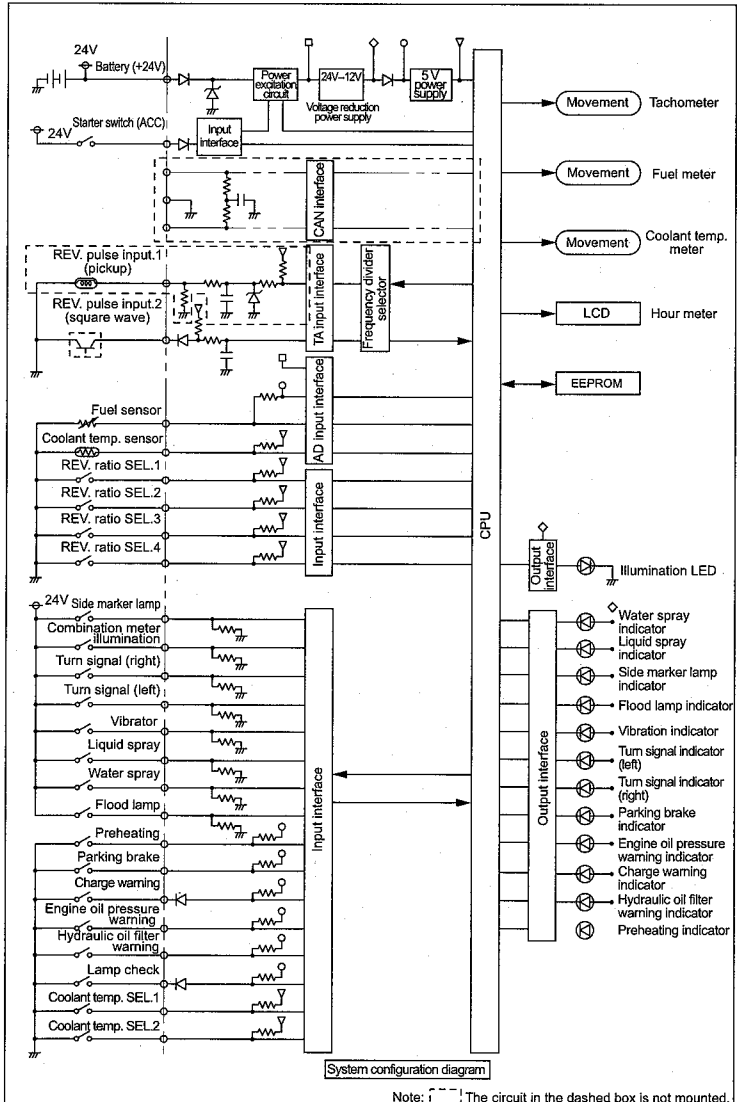 24V
Battery (+24V)
Power
excitation
circuit
24V→12V
Voltage reduction
power supply
5 V
power
supply
Starter switch (ACC)
24V
Input
interface
CAN interface
REV. pulse input.1
(pickup)
REV. pulse input.2
(square wave)
TA input interface
Frequency divider
selector
Fuel sensor
Coolant temp. sensor
AD input interface
REV. ratio SEL.1
REV. ratio SEL.2
REV. ratio SEL.3
REV. ratio SEL.4
Input interface
CPU
Movement
Tachometer
Movement
Fuel meter
Movement
Coolant temp.
meter
LCD
Hour meter
EEPROM
Output
interface
Illumination LED
24V
Side marker lamp
Combination meter
illumination
Turn signal (right)
Turn signal (left)
Vibrator
Liquid spray
Water spray
Flood lamp
Preheating
Parking brake
Charge warning
Engine oil pressure
warning
Hydraulic oil filter
warning
Lamp check
Coolant temp. SEL.1
Coolant temp. SEL.2
Input interface
Output interface
Water spray
indicator
Liquid spray
indicator
Side marker lamp
indicator
Flood lamp indicator
Vibration indicator
Turn signal indicator
(left)
Turn signal indicator
(right)
Parking brake
indicator
Engine oil pressure
warning indicator
Charge warning
indicator
Hydraulic oil filter
warning indicator
Preheating indicator
System configuration diagram
Note: The circuit in the dashed box is not mounted.